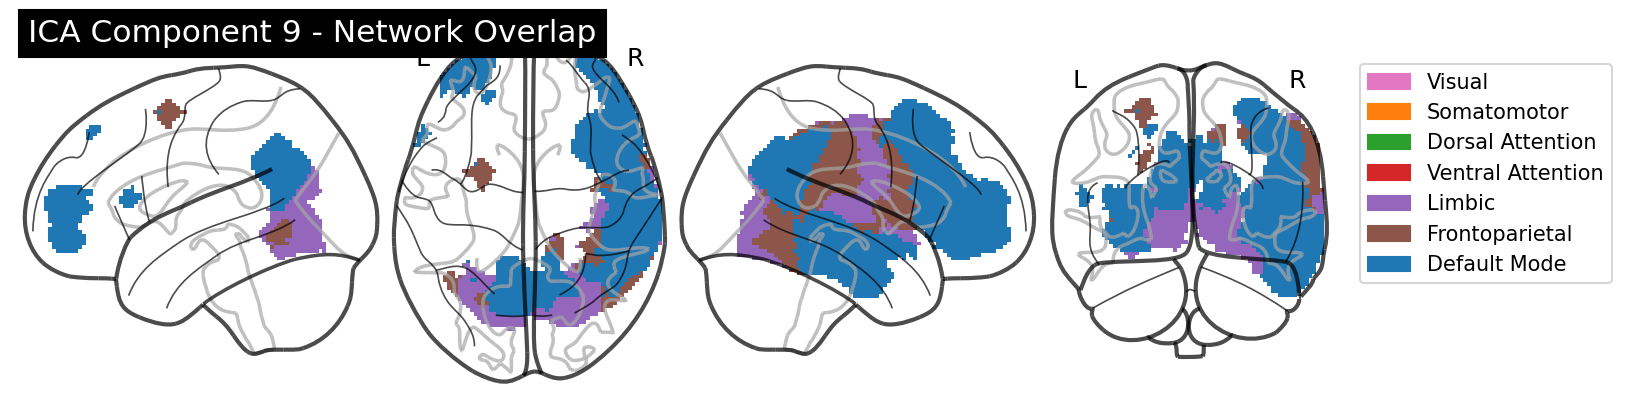 ICA Component 9 - Network Overlap
L
R
L
R
Visual
Somatomotor
Dorsal Attention
Ventral Attention
Limbic
Frontoparietal
Default Mode